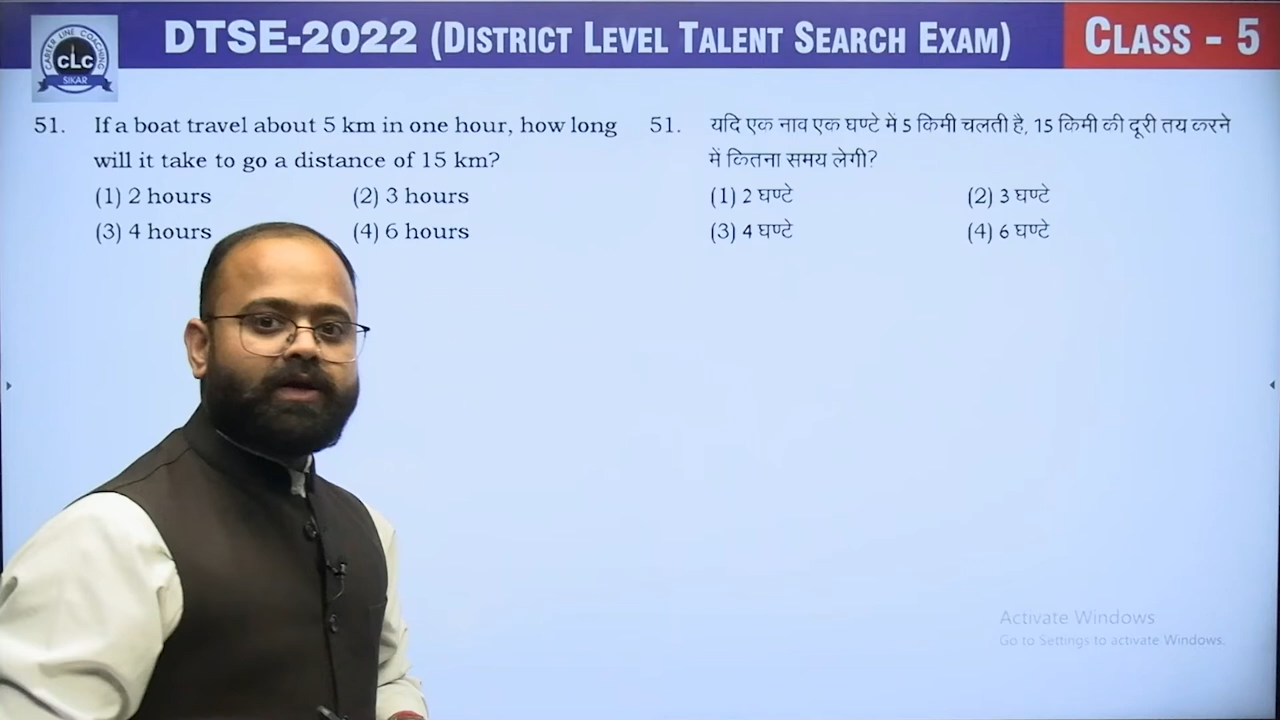 DTSE-2022 (DISTRICT LEVEL TALENT SEARCH EXAM)
CLASS - 5
CAREER LINE COACHING
CLC
SIKAR
51. If a boat travel about 5 km in one hour, how long
will it take to go a distance of 15 km?
(1) 2 hours (2) 3 hours
(3) 4 hours (4) 6 hours
51. यदि एक नाव एक घण्टे में 5 किमी चलती है, 15 किमी की दूरी तय करने
में कितना समय लेगी?
(1) 2 घण्टे (2) 3 घण्टे
(3) 4 घण्टे (4) 6 घण्टे
Activate Windows
Go to Settings to activate Windows.